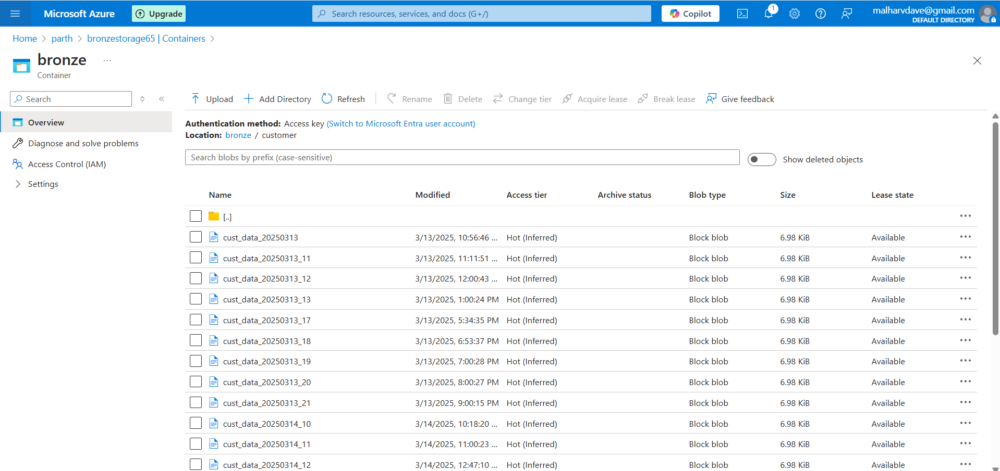 Microsoft Azure
Upgrade
Search resources, services, and docs (G+/)
Copilot
1
malharvdave@gmail.com
DEFAULT DIRECTORY
Home > parth > bronzestorage65 | Containers >
bronze ...
Container
Search
Overview
Diagnose and solve problems
Access Control (IAM)
Settings
Upload Add Directory Refresh Rename Delete Change tier Acquire lease Break lease Give feedback
Authentication method: Access key (Switch to Microsoft Entra user account)
Location: bronze / customer
Search blobs by prefix (case-sensitive)
Show deleted objects
Name Modified Access tier Archive status Blob type Size Lease state
[..]
cust_data_20250313 3/13/2025, 10:56:46 ... Hot (Inferred) Block blob 6.98 KiB Available
cust_data_20250313_11 3/13/2025, 11:11:51 ... Hot (Inferred) Block blob 6.98 KiB Available
cust_data_20250313_12 3/13/2025, 12:00:43 ... Hot (Inferred) Block blob 6.98 KiB Available
cust_data_20250313_13 3/13/2025, 1:00:24 PM Hot (Inferred) Block blob 6.98 KiB Available
cust_data_20250313_17 3/13/2025, 5:34:35 PM Hot (Inferred) Block blob 6.98 KiB Available
cust_data_20250313_18 3/13/2025, 6:53:37 PM Hot (Inferred) Block blob 6.98 KiB Available
cust_data_20250313_19 3/13/2025, 7:00:28 PM Hot (Inferred) Block blob 6.98 KiB Available
cust_data_20250313_20 3/13/2025, 8:00:27 PM Hot (Inferred) Block blob 6.98 KiB Available
cust_data_20250313_21 3/13/2025, 9:00:15 PM Hot (Inferred) Block blob 6.98 KiB Available
cust_data_20250314_10 3/14/2025, 10:18:20 ... Hot (Inferred) Block blob 6.98 KiB Available
cust_data_20250314_11 3/14/2025, 11:00:23 ... Hot (Inferred) Block blob 6.98 KiB Available
cust_data_20250314_12 3/14/2025, 12:47:10 ... Hot (Inferred) Block blob 6.98 KiB Available